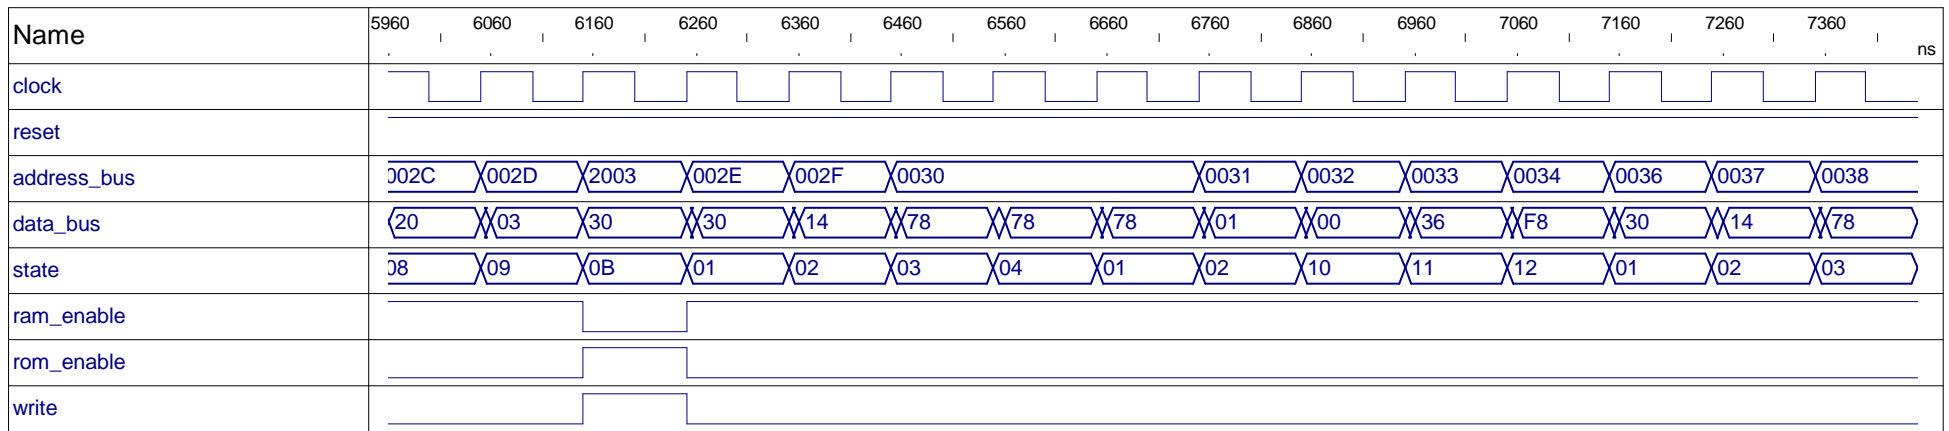 Name 5960 6060 6160 6260 6360 6460 6560 6660 6760 6860 6960 7060 7160 7260 7360
ns
clock
reset
address_bus 002C 002D 2003 002E 002F 0030 0031 0032 0033 0034 0036 0037 0038
data_bus 20 03 30 30 14 78 78 78 01 00 36 F8 30 14 78
state 08 09 0B 01 02 03 04 01 02 10 11 12 01 02 03
ram_enable
rom_enable
write